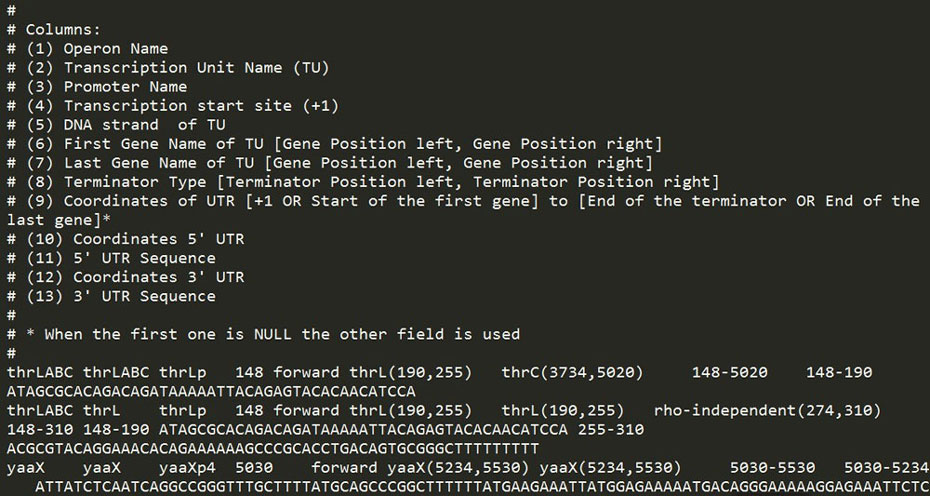 #
# Columns:
# (1) Operon Name
# (2) Transcription Unit Name (TU)
# (3) Promoter Name
# (4) Transcription start site (+1)
# (5) DNA strand  of TU
# (6) First Gene Name of TU [Gene Position left, Gene Position right]
# (7) Last Gene Name of TU [Gene Position left, Gene Position right]
# (8) Terminator Type [Terminator Position left, Terminator Position right]
# (9) Coordinates of UTR [+1 OR Start of the first gene] to [End of the terminator OR End of the
last gene]*
# (10) Coordinates 5' UTR
# (11) 5' UTR Sequence
# (12) Coordinates 3' UTR
# (13) 3' UTR Sequence
#
# * When the first one is NULL the other field is used
#
thrLABC thrLABC thrLp   148 forward thrL(190,255)   thrC(3734,5020)     148-5020    148-190
ATAGCGCACAGACAGATAAAAATTACAGAGTACACAACATCCA
thrLABC thrL    thrLp   148 forward thrL(190,255)   thrL(190,255)   rho-independent(274,310)
148-310 148-190 ATAGCGCACAGACAGATAAAAATTACAGAGTACACAACATCCA 255-310
ACGCGTACAGGAAACACAGAAAAAAGCCCGCACCTGACAGTGCGGGCTTTTTTTTT
yaaX    yaaX    yaaXp4  5030    forward yaaX(5234,5530) yaaX(5234,5530)     5030-5530   5030-5234
ATTATCTCAATCAGGCCGGGTTTGCTTTTATGCAGCCCGGCTTTTTTATGAAGAAATTATGGAGAAAAATGACAGGGAAAAAGGAGAAATTCTC